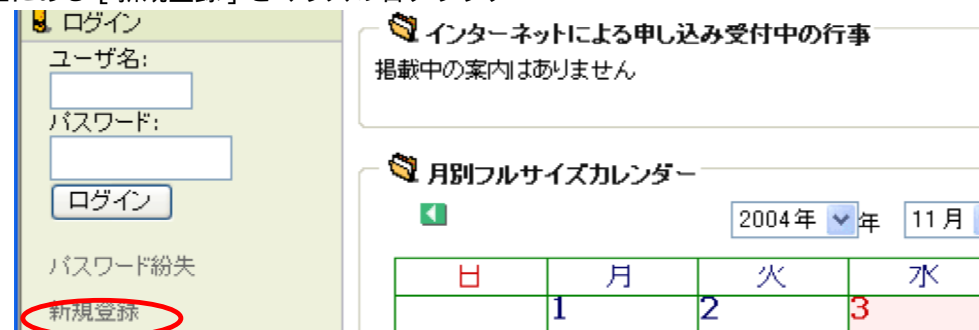 ログイン
ユーザ名:
パスワード:
ログイン
パスワード紛失
新規登録
インターネットによる申し込み受付中の行事
掲載中の案内はありません
月別フルサイズカレンダー
2004年 年 11月
日 月 火 水
1 2 3